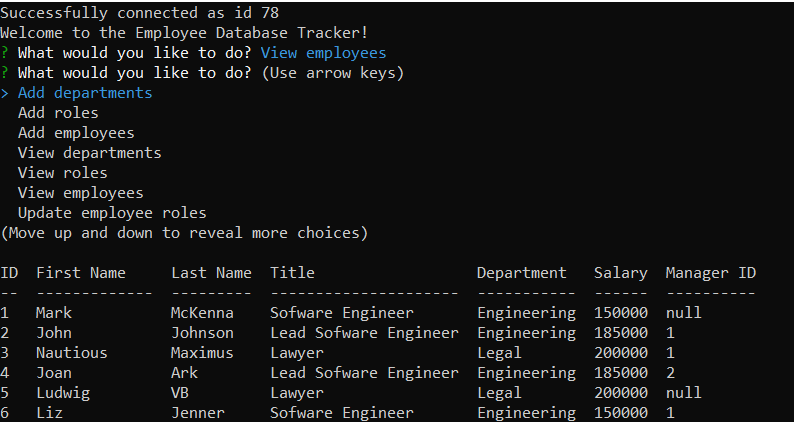 Successfully connected as id 78
Welcome to the Employee Database Tracker!
? What would you like to do? View employees
? What would you like to do? (Use arrow keys)
> Add departments
  Add roles
  Add employees
  View departments
  View roles
  View employees
  Update employee roles
(Move up and down to reveal more choices)

ID  First Name     Last Name  Title                  Department   Salary  Manager ID
--  -------------  ---------  ---------------------  -----------  ------  ----------
1   Mark           McKenna    Sofware Engineer       Engineering  150000  null
2   John           Johnson    Lead Sofware Engineer  Engineering  185000  1
3   Nautious       Maximus    Lawyer                 Legal        200000  1
4   Joan           Ark        Lead Sofware Engineer  Engineering  185000  2
5   Ludwig         VB         Lawyer                 Legal        200000  null
6   Liz            Jenner     Sofware Engineer       Engineering  150000  1